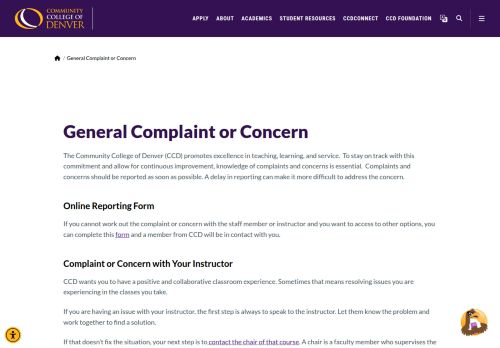 COMMUNITY
COLLEGE OF
DENVER
APPLY ABOUT ACADEMICS STUDENT RESOURCES CCDCONNECT CCD FOUNDATION
/ General Complaint or Concern
General Complaint or Concern
The Community College of Denver (CCD) promotes excellence in teaching, learning, and service. To stay on track with this
commitment and allow for continuous improvement, knowledge of complaints and concerns is essential. Complaints and
concerns should be reported as soon as possible. A delay in reporting can make it more difficult to address the concern.
Online Reporting Form
If you cannot work out the complaint or concern with the staff member or instructor and you want to access to other options, you
can complete this form and a member from CCD will be in contact with you.
Complaint or Concern with Your Instructor
CCD wants you to have a positive and collaborative classroom experience. Sometimes that means resolving issues you are
experiencing in the classes you take.
If you are having an issue with your instructor, the first step is always to speak to the instructor. Let them know the problem and
work together to find a solution.
If that doesn't fix the situation, your next step is to contact the chair of that course. A chair is a faculty member who supervises the